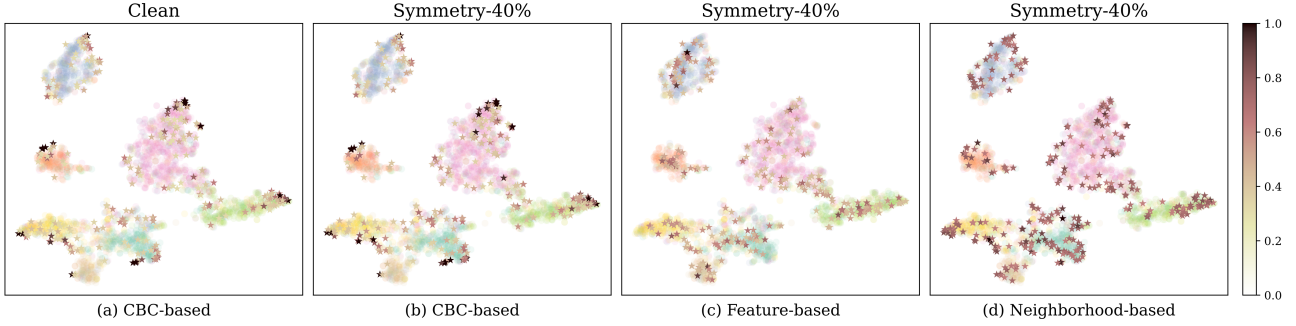 Clean
Symmetry-40%
Symmetry-40%
Symmetry-40%
1.0
0.8
0.6
0.4
0.2
0.0
(a) CBC-based
(b) CBC-based
(c) Feature-based
(d) Neighborhood-based